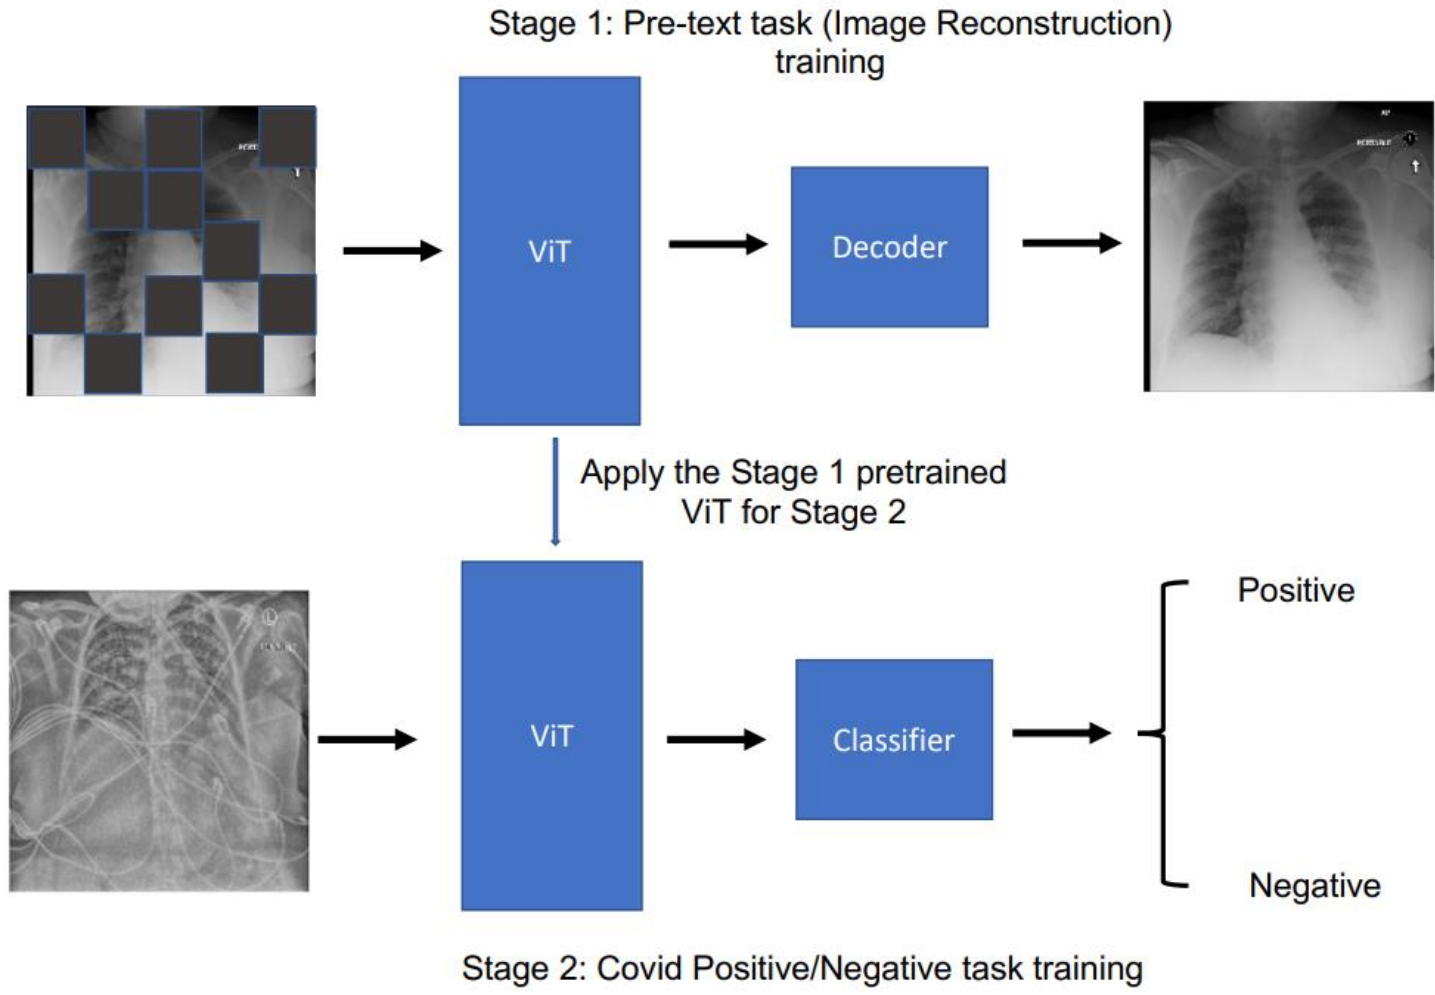 Stage 1: Pre-text task (Image Reconstruction)
training
ViT
Decoder
Apply the Stage 1 pretrained
ViT for Stage 2
L
ViT
Classifier
Positive
Negative
Stage 2: Covid Positive/Negative task training